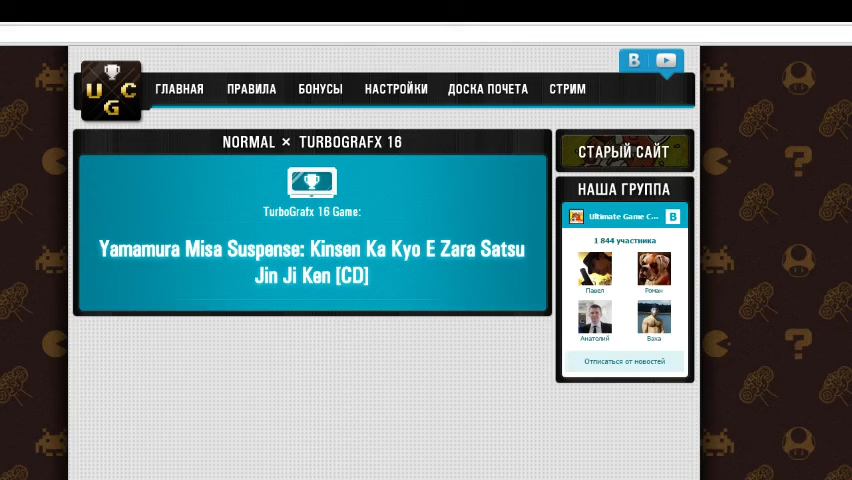 B
U C
G
ГЛАВНАЯ ПРАВИЛА БОНУСЫ НАСТРОЙКИ ДОСКА ПОЧЕТА СТРИМ
NORMAL × TURBOGRAFX 16
TurboGrafx 16 Game:
Yamamura Misa Suspense: Kinsen Ka Kyo E Zara Satsu
Jin Ji Ken [CD]
СТАРЫЙ САЙТ
НАША ГРУППА
Ultimate Game C... B
1 844 участника
Павел Роман
Анатолий Ваха
Отписаться от новостей